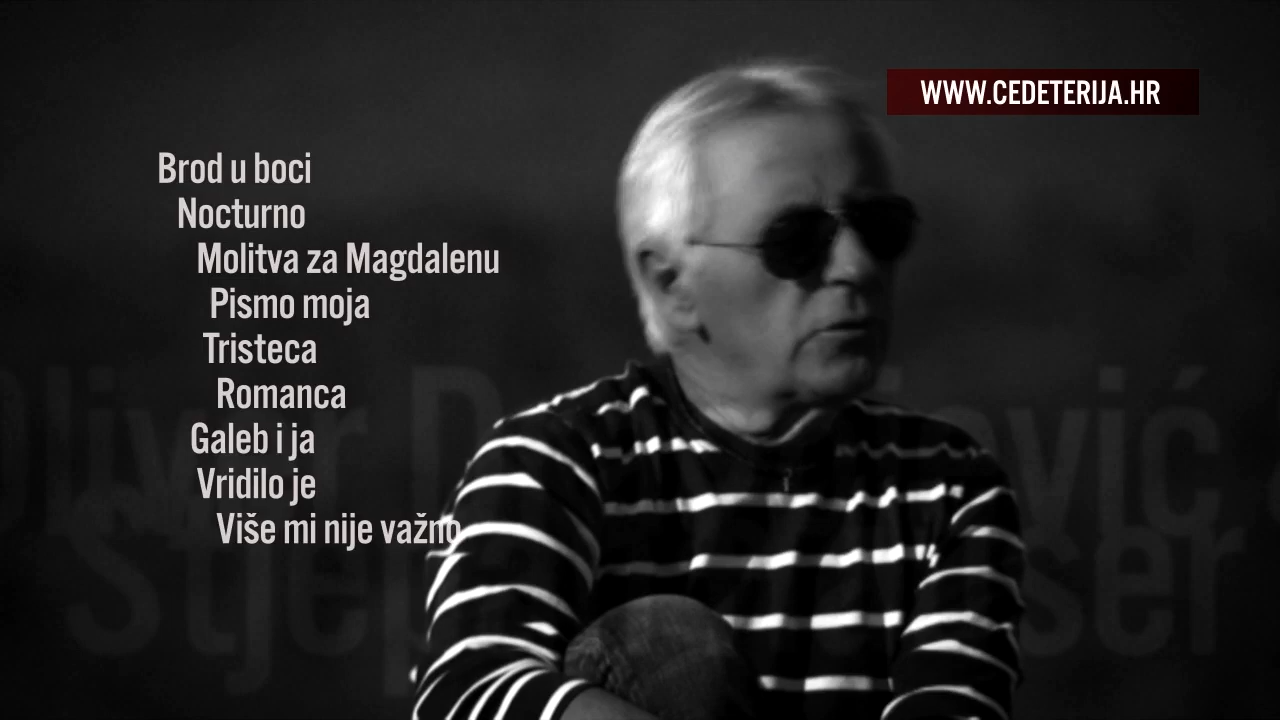 WWW.CEDETERIJA.HR
Brod u boci
Nocturno
Molitva za Magdalenu
Pismo moja
Tristeca
Romanca
Galeb i ja
Vridilo je
Više mi nije važno